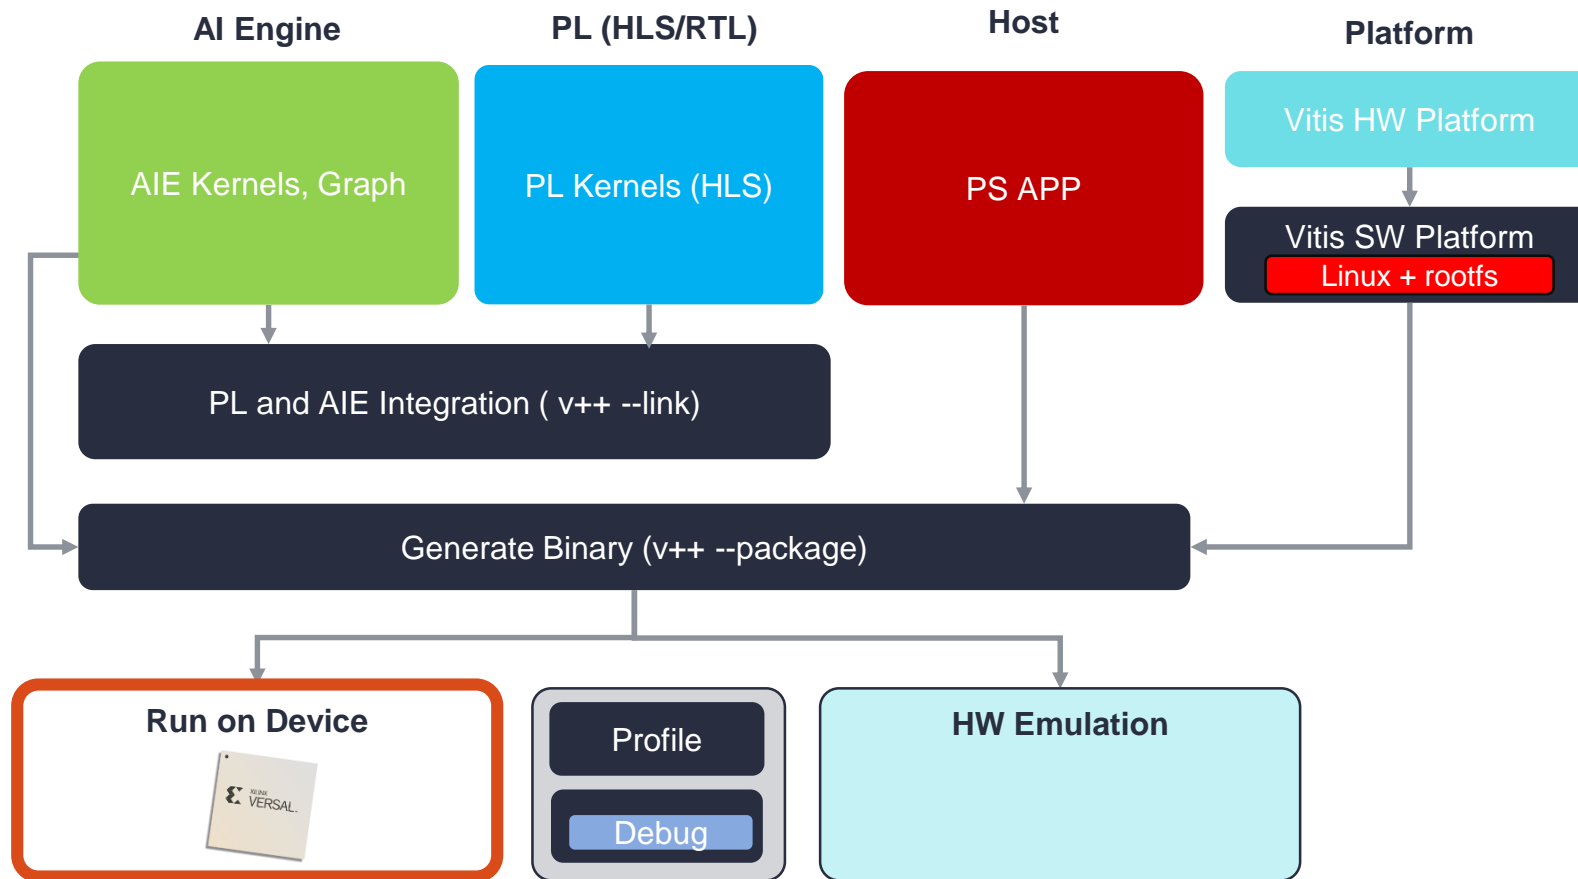 AI Engine
PL (HLS/RTL)
Host
Platform
AIE Kernels, Graph
PL Kernels (HLS)
PS APP
Vitis HW Platform
Vitis SW Platform
Linux + rootfs
PL and AIE Integration ( v++ --link)
Generate Binary (v++ --package)
Run on Device
XILINX
VERSAL.
Profile
Debug
HW Emulation